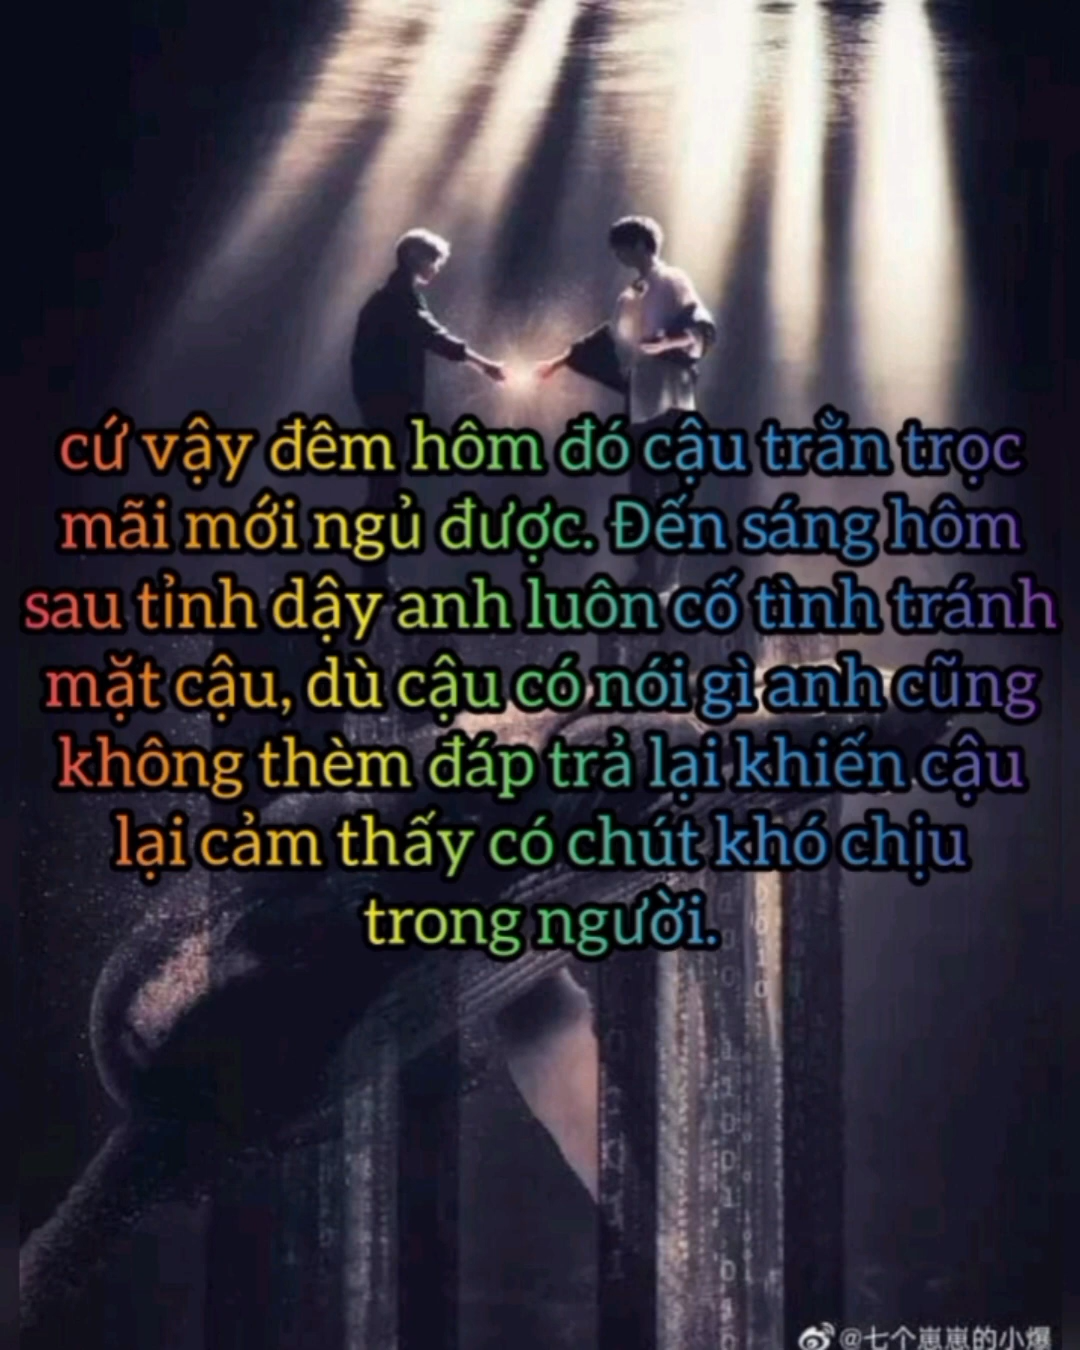 cứ vậy đêm hôm đó cậu trằn trọc
mãi mới ngủ được. Đến sáng hôm
sau tỉnh dậy anh luôn cố tình tránh
mặt cậu, dù cậu có nói gì anh cũng
không thèm đáp trả lại khiến cậu
lại cảm thấy có chút khó chịu
trong người.
@七个崽崽的小爆